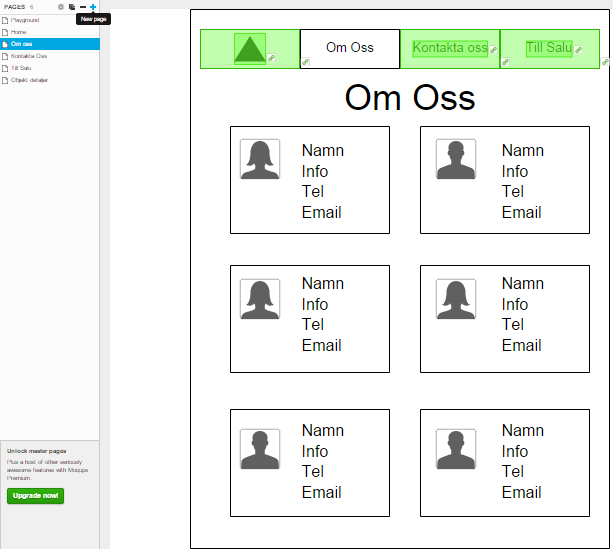 PAGES 6
New page
Playground
Home
Om oss
Kontakta Oss
Till Salu
Objekt detaljer
Unlock master pages
Plus a host of other seriously
awesome features with Moqups
Premium.
Upgrade now!
Om Oss
Kontakta oss
Till Salu
Om Oss
Namn
Info
Tel
Email
Namn
Info
Tel
Email
Namn
Info
Tel
Email
Namn
Info
Tel
Email
Namn
Info
Tel
Email
Namn
Info
Tel
Email